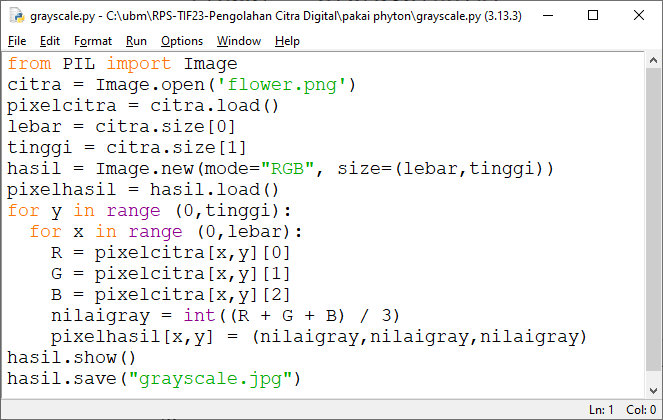 grayscale.py - C:\ubm\RPS-TIF23-Pengolahan Citra Digital\pakai phyton\grayscale.py (3.13.3)
File Edit Format Run Options Window Help
from PIL import Image
citra = Image.open('flower.png')
pixelcitra = citra.load()
lebar = citra.size[0]
tinggi = citra.size[1]
hasil = Image.new(mode="RGB", size=(lebar,tinggi))
pixelhasil = hasil.load()
for y in range (0,tinggi):
  for x in range (0,lebar):
    R = pixelcitra[x,y][0]
    G = pixelcitra[x,y][1]
    B = pixelcitra[x,y][2]
    nilaigray = int((R + G + B) / 3)
    pixelhasil[x,y] = (nilaigray,nilaigray,nilaigray)
hasil.show()
hasil.save("grayscale.jpg")
Ln: 1 Col: 0